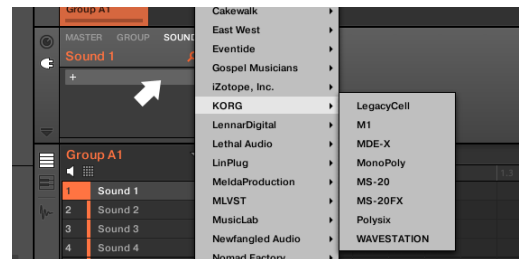 Group A1
MASTER GROUP SOUND
Sound 1
+
Group A1
1 Sound 1
2 Sound 2
3 Sound 3
4 Sound 4
Cakewalk
East West
Eventide
Gospel Musicians
iZotope, Inc.
KORG
LennarDigital
Lethal Audio
LinPlug
MeldaProduction
MLVST
MusicLab
Newfangled Audio
Nomad Factory
LegacyCell
M1
MDE-X
MonoPoly
MS-20
MS-20FX
Polysix
WAVESTATION
1.3